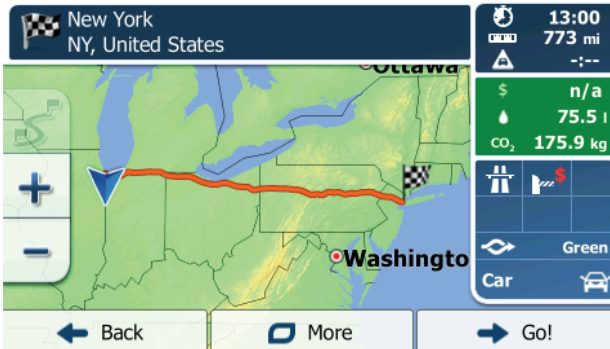 New York
NY, United States
13:00
773 mi
-:--
$ n/a
75.5 l
CO₂ 175.9 kg
$
Green
Car
Ottawa
Washingto
+
−
Back
More
Go!